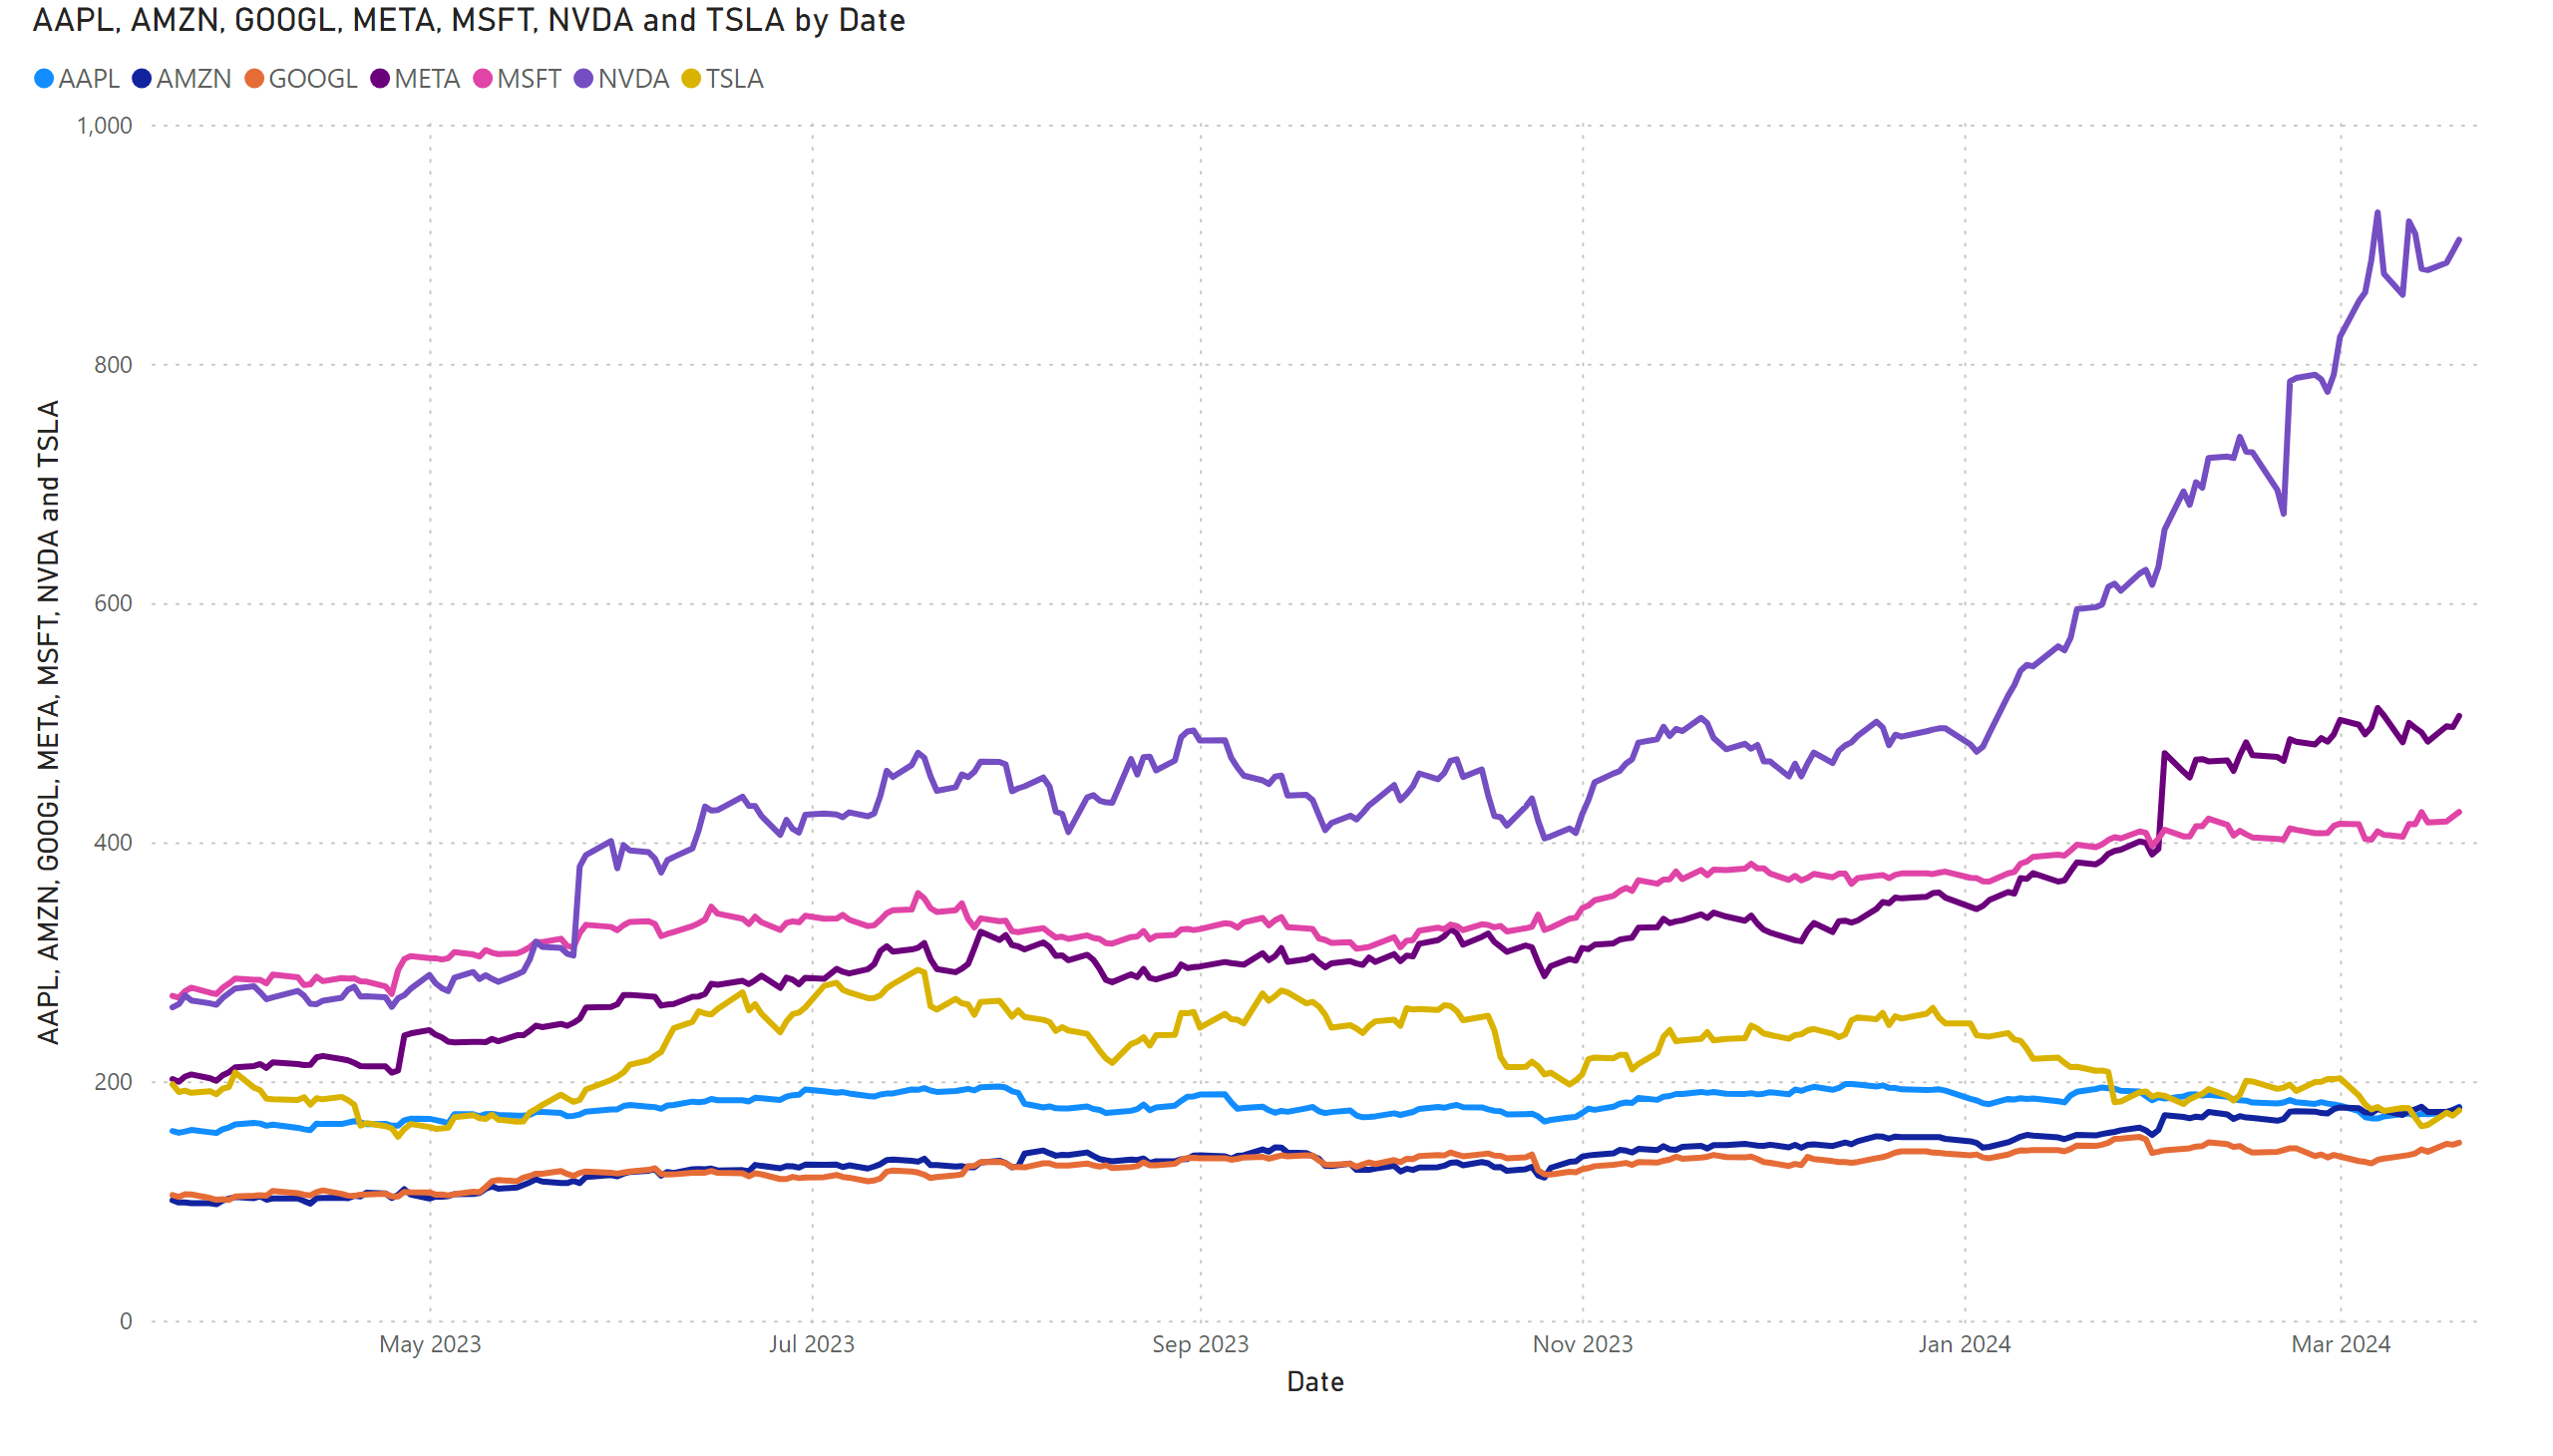 AAPL, AMZN, GOOGL, META, MSFT, NVDA and TSLA by Date
AAPL AMZN GOOGL META MSFT NVDA TSLA
1,000
800
600
400
200
0
AAPL, AMZN, GOOGL, META, MSFT, NVDA and TSLA
May 2023 Jul 2023 Sep 2023 Nov 2023 Jan 2024 Mar 2024
Date